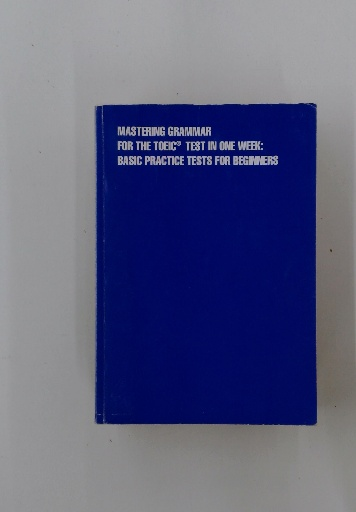 MASTERING GRAMMAR
FOR THE TOEIC® TEST IN ONE WEEK:
BASIC PRACTICE TESTS FOR BEGINNERS